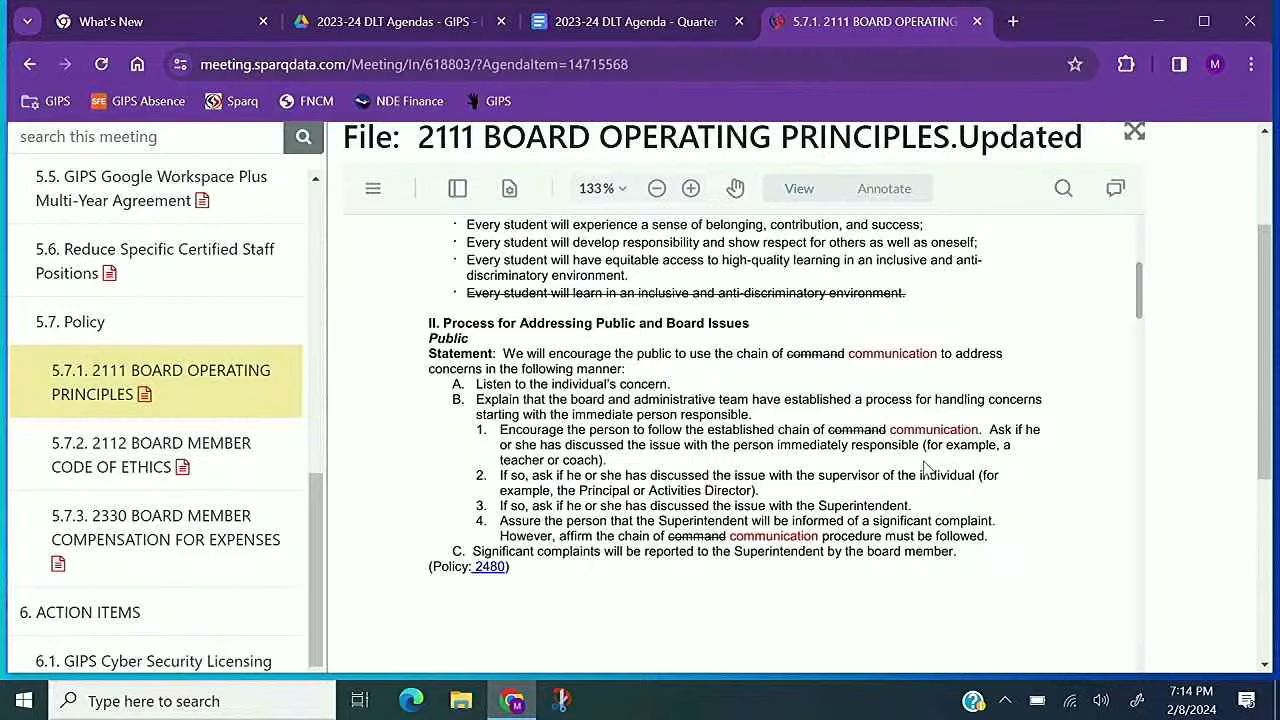 What's New
2023-24 DLT Agendas - GIPS -
2023-24 DLT Agenda - Quarter
5.7.1. 2111 BOARD OPERATING
meeting.sparqdata.com/Meeting/In/618803/?AgendaItem=14715568
M
GIPS
SFE GIPS Absence
Sparq
FNCM
NDE Finance
GIPS
search this meeting
5.5. GIPS Google Workspace Plus
Multi-Year Agreement
5.6. Reduce Specific Certified Staff
Positions
5.7. Policy
5.7.1. 2111 BOARD OPERATING
PRINCIPLES
5.7.2. 2112 BOARD MEMBER
CODE OF ETHICS
5.7.3. 2330 BOARD MEMBER
COMPENSATION FOR EXPENSES
6. ACTION ITEMS
6.1. GIPS Cyber Security Licensing
File: 2111 BOARD OPERATING PRINCIPLES.Updated
133%
View
Annotate
· Every student will experience a sense of belonging, contribution, and success;
· Every student will develop responsibility and show respect for others as well as oneself;
· Every student will have equitable access to high-quality learning in an inclusive and anti-
discriminatory environment.
· Every student will learn in an inclusive and anti-discriminatory environment.
II. Process for Addressing Public and Board Issues
Public
Statement: We will encourage the public to use the chain of command communication to address
concerns in the following manner:
A. Listen to the individual's concern.
B. Explain that the board and administrative team have established a process for handling concerns
starting with the immediate person responsible.
1. Encourage the person to follow the established chain of command communication. Ask if he
or she has discussed the issue with the person immediately responsible (for example, a
teacher or coach).
2. If so, ask if he or she has discussed the issue with the supervisor of the individual (for
example, the Principal or Activities Director).
3. If so, ask if he or she has discussed the issue with the Superintendent.
4. Assure the person that the Superintendent will be informed of a significant complaint.
However, affirm the chain of command communication procedure must be followed.
C. Significant complaints will be reported to the Superintendent by the board member.
(Policy: 2480)
Type here to search
7:14 PM
2/8/2024